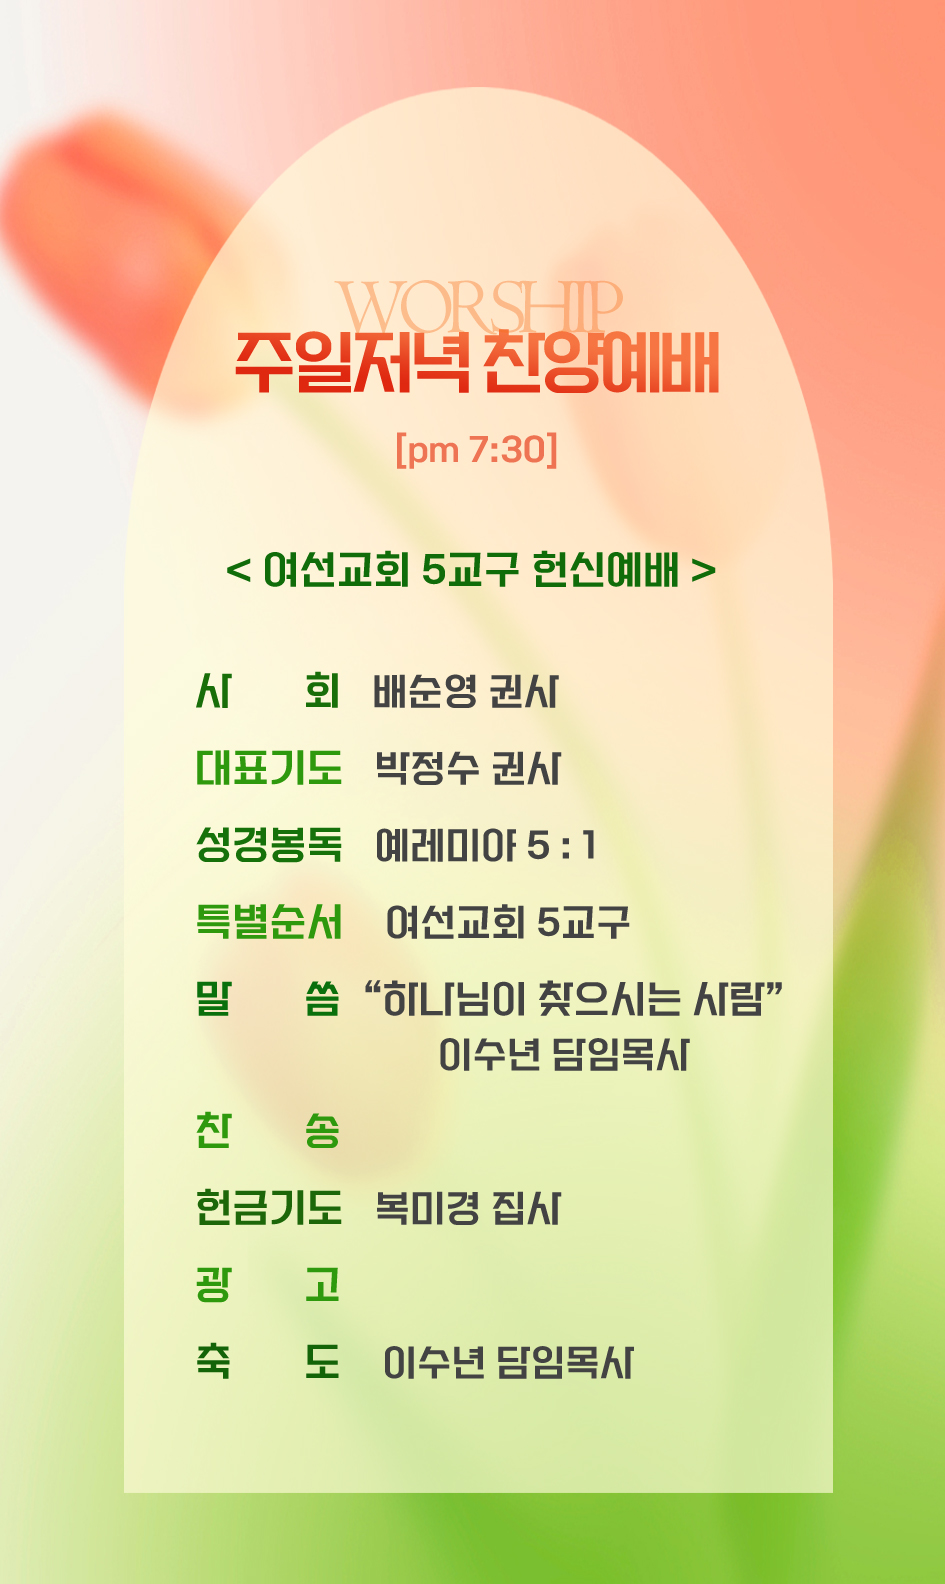 WORSHIP
주일저녁 찬양예배
[pm 7:30]
< 여선교회 5교구 헌신예배 >
사 회 배순영 권사
대표기도 박정수 권사
성경봉독 예레미야 5 : 1
특별순서 여선교회 5교구
말 씀 “하나님이 찾으시는 사람”
이수년 담임목사
찬 송
헌금기도 복미경 집사
광 고
축 도 이수년 담임목사